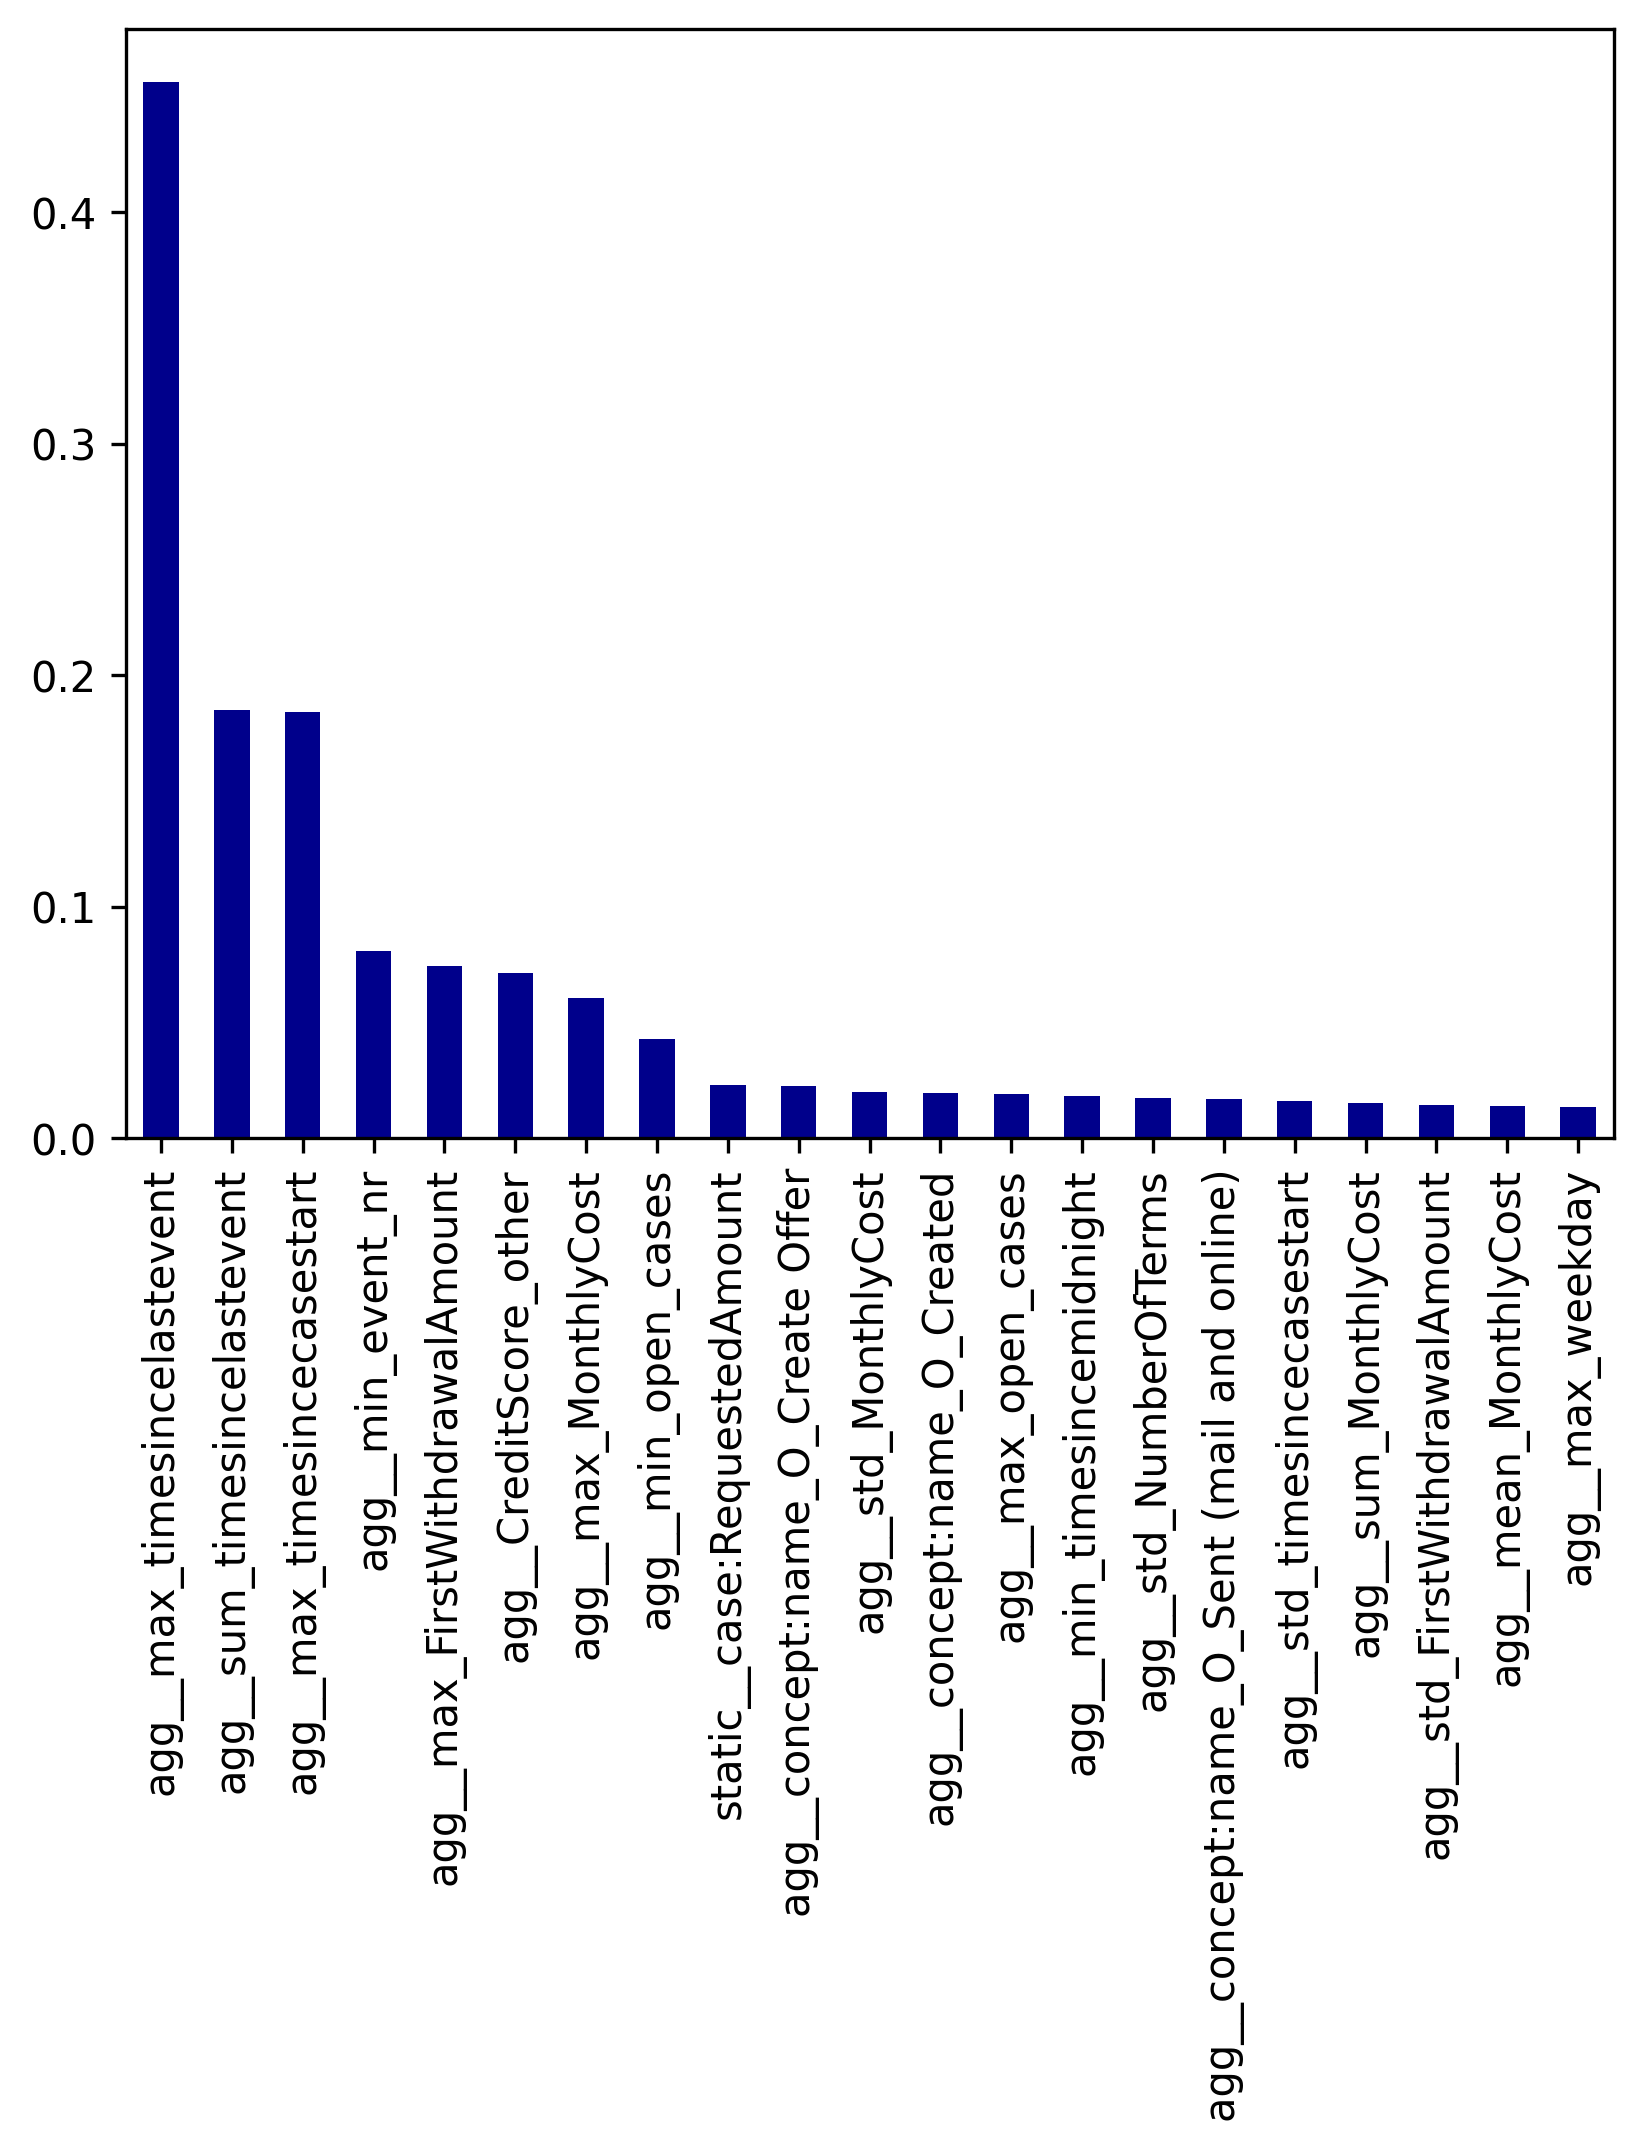 0.4
0.3
0.2
0.1
0.0
agg__max_timesincelastevent
agg__sum_timesincelastevent
agg__max_timesincecasestart
agg__min_event_nr
agg__max_FirstWithdrawalAmount
agg__CreditScore_other
agg__max_MonthlyCost
agg__min_open_cases
static__case:RequestedAmount
agg__concept:name_O_Create Offer
agg__std_MonthlyCost
agg__concept:name_O_Created
agg__max_open_cases
agg__min_timesincemidnight
agg__std_NumberOfTerms
agg__concept:name_O_Sent (mail and online)
agg__std_timesincecasestart
agg__sum_MonthlyCost
agg__std_FirstWithdrawalAmount
agg__mean_MonthlyCost
agg__max_weekday